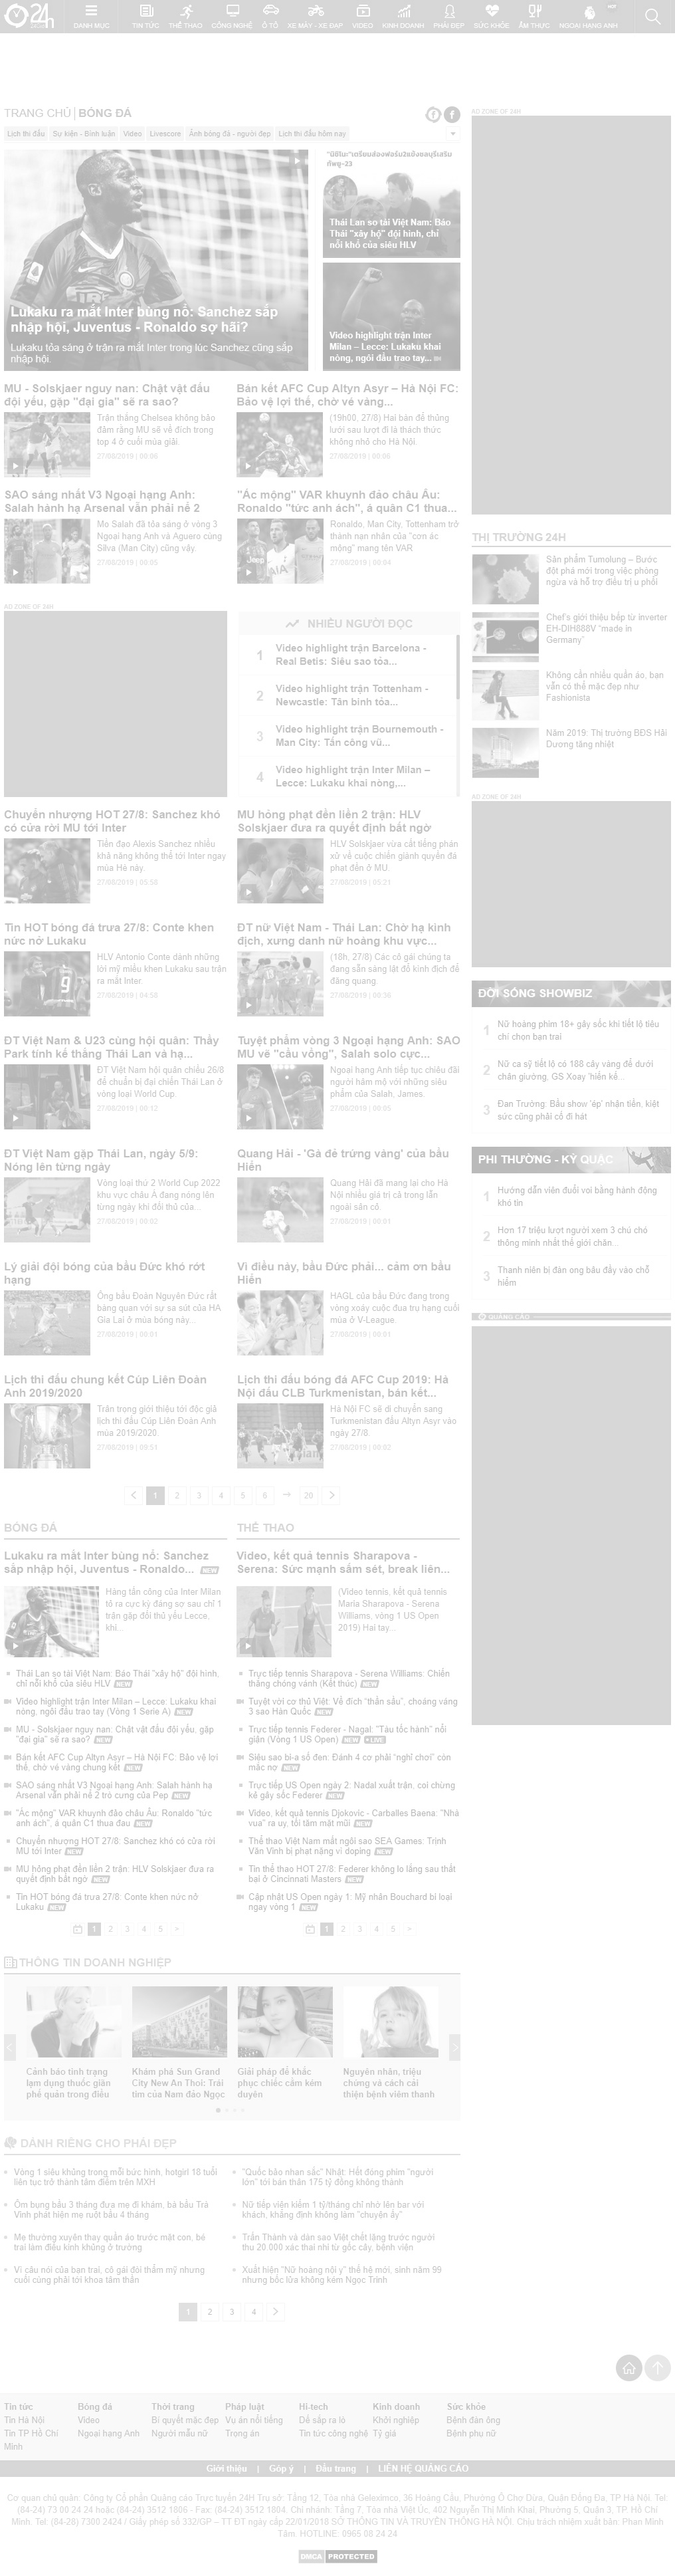 24h
DANH MỤC
TIN TỨC
THỂ THAO
CÔNG NGHỆ
Ô TÔ
XE MÁY - XE ĐẠP
VIDEO
KINH DOANH
PHÁI ĐẸP
SỨC KHỎE
ẨM THỰC
NGOẠI HẠNG ANH
TRANG CHỦ | BÓNG ĐÁ
Lịch thi đấu
Sự kiện - Bình luận
Video
Livescore
Ảnh bóng đá - người đẹp
Lịch thi đấu hôm nay
Lukaku ra mắt Inter bùng nổ: Sanchez sắp
nhập hội, Juventus - Ronaldo sợ hãi?
Lukaku tỏa sáng ở trận ra mắt Inter trong lúc Sanchez cũng sắp
nhập hội.
Thái Lan so tài Việt Nam: Báo
Thái "xây hộ" đội hình, chỉ
nỗi khổ của siêu HLV
Video highlight trận Inter
Milan – Lecce: Lukaku khai
nòng, ngôi đầu trao tay...
MU - Solskjaer nguy nan: Chật vật đấu
đội yếu, gặp "đại gia" sẽ ra sao?
Trận thắng Chelsea không bảo
đảm rằng MU sẽ về đích trong
top 4 ở cuối mùa giải.
27/08/2019 | 00:06
Bán kết AFC Cup Altyn Asyr – Hà Nội FC:
Bảo vệ lợi thế, chờ vé vàng...
(19h00, 27/8) Hai bàn để thủng
lưới sau lượt đi là thách thức
không nhỏ cho Hà Nội.
27/08/2019 | 00:06
SAO sáng nhất V3 Ngoại hạng Anh:
Salah hành hạ Arsenal vẫn phải nể 2
Mo Salah đã tỏa sáng ở vòng 3
Ngoại hạng Anh và Aguero cùng
Silva (Man City) cũng vậy.
27/08/2019 | 00:05
"Ác mộng" VAR khuynh đảo châu Âu:
Ronaldo "tức anh ách", á quân C1 thua...
Ronaldo, Man City, Tottenham trở
thành nạn nhân của "cơn ác
mộng" mang tên VAR
27/08/2019 | 00:04
AD ZONE OF 24H
NHIỀU NGƯỜI ĐỌC
1
Video highlight trận Barcelona -
Real Betis: Siêu sao tỏa...
2
Video highlight trận Tottenham -
Newcastle: Tân binh tỏa...
3
Video highlight trận Bournemouth -
Man City: Tấn công vũ...
4
Video highlight trận Inter Milan –
Lecce: Lukaku khai nòng,...
Chuyển nhượng HOT 27/8: Sanchez khó
có cửa rời MU tới Inter
Tiền đạo Alexis Sanchez nhiều
khả năng không thể tới Inter ngay
mùa Hè này.
27/08/2019 | 05:58
MU hỏng phạt đền liền 2 trận: HLV
Solskjaer đưa ra quyết định bất ngờ
HLV Solskjaer vừa cất tiếng phán
xử về cuộc chiến giành quyền đá
phạt đền ở MU.
27/08/2019 | 05:21
Tin HOT bóng đá trưa 27/8: Conte khen
nức nở Lukaku
HLV Antonio Conte dành những
lời mỹ miều khen Lukaku sau trận
ra mắt Inter.
27/08/2019 | 04:58
ĐT nữ Việt Nam - Thái Lan: Chờ hạ kình
địch, xưng danh nữ hoàng khu vực...
(18h, 27/8) Các cô gái chúng ta
đang sẵn sàng lật đổ kình địch để
đăng quang.
27/08/2019 | 00:36
ĐT Việt Nam & U23 cùng hội quân: Thầy
Park tính kế thắng Thái Lan và hạ...
ĐT Việt Nam hội quân chiều 26/8
để chuẩn bị đại chiến Thái Lan ở
vòng loại World Cup.
27/08/2019 | 00:12
Tuyệt phẩm vòng 3 Ngoại hạng Anh: SAO
MU vẽ "cầu vồng", Salah solo cực...
Ngoại hạng Anh tiếp tục chiêu đãi
người hâm mộ với những siêu
phẩm của Salah, James.
27/08/2019 | 00:05
ĐT Việt Nam gặp Thái Lan, ngày 5/9:
Nóng lên từng ngày
Vòng loại thứ 2 World Cup 2022
khu vực châu Á đang nóng lên
từng ngày khi đối thủ của...
27/08/2019 | 00:02
Quang Hải - 'Gà đẻ trứng vàng' của bầu
Hiển
Quang Hải đã mang lại cho Hà
Nội nhiều giá trị cả trong lẫn
ngoài sân cỏ.
27/08/2019 | 00:01
Lý giải đội bóng của bầu Đức khó rớt
hạng
Ông bầu Đoàn Nguyên Đức rất
bàng quan với sự sa sút của HA
Gia Lai ở mùa bóng này...
27/08/2019 | 00:01
Vì điều này, bầu Đức phải... cảm ơn bầu
Hiển
HAGL của bầu Đức đang trong
vòng xoáy cuộc đua trụ hạng cuối
mùa ở V-League.
27/08/2019 | 00:01
Lịch thi đấu chung kết Cúp Liên Đoàn
Anh 2019/2020
Trân trọng giới thiệu tới độc giả
lịch thi đấu Cúp Liên Đoàn Anh
mùa 2019/2020.
27/08/2019 | 09:51
Lịch thi đấu bóng đá AFC Cup 2019: Hà
Nội đấu CLB Turkmenistan, bán kết...
Hà Nội FC sẽ di chuyển sang
Turkmenistan đấu Altyn Asyr vào
ngày 27/8.
27/08/2019 | 00:02
1 2 3 4 5 6 → 20
BÓNG ĐÁ
Lukaku ra mắt Inter bùng nổ: Sanchez
sắp nhập hội, Juventus - Ronaldo... NEW
Hàng tấn công của Inter Milan
tỏ ra cực kỳ đáng sợ sau chỉ 1
trận gặp đối thủ yếu Lecce,
khi...
Thái Lan so tài Việt Nam: Báo Thái "xây hộ" đội hình,
chỉ nỗi khổ của siêu HLV NEW
Video highlight trận Inter Milan – Lecce: Lukaku khai
nòng, ngôi đầu trao tay (Vòng 1 Serie A) NEW
MU - Solskjaer nguy nan: Chật vật đấu đội yếu, gặp
"đại gia" sẽ ra sao? NEW
Bán kết AFC Cup Altyn Asyr – Hà Nội FC: Bảo vệ lợi
thế, chờ vé vàng chung kết NEW
SAO sáng nhất V3 Ngoại hạng Anh: Salah hành hạ
Arsenal vẫn phải nể 2 trò cưng của Pep NEW
"Ác mộng" VAR khuynh đảo châu Âu: Ronaldo "tức
anh ách", á quân C1 thua đau NEW
Chuyển nhượng HOT 27/8: Sanchez khó có cửa rời
MU tới Inter NEW
MU hỏng phạt đền liền 2 trận: HLV Solskjaer đưa ra
quyết định bất ngờ NEW
Tin HOT bóng đá trưa 27/8: Conte khen nức nở
Lukaku NEW
1 2 3 4 5 >
THỂ THAO
Video, kết quả tennis Sharapova -
Serena: Sức mạnh sấm sét, break liên...
(Video tennis, kết quả tennis
Maria Sharapova - Serena
Williams, vòng 1 US Open
2019) Hai tay...
Trực tiếp tennis Sharapova - Serena Williams: Chiến
thắng chóng vánh (Kết thúc) NEW
Tuyệt vời cơ thủ Việt: Vô địch "thần sầu", choáng váng
3 sao Hàn Quốc NEW
Trực tiếp tennis Federer - Nagal: "Tàu tốc hành" nổi
giận (Vòng 1 US Open) NEW LIVE
Siêu sao bi-a số đen: Đánh 4 cơ phải "nghỉ chơi" còn
mắc nợ NEW
Trực tiếp US Open ngày 2: Nadal xuất trận, coi chừng
kẻ gây sốc Federer NEW
Video, kết quả tennis Djokovic - Carballes Baena: "Nhà
vua" ra uy, tối tăm mặt mũi NEW
Thể thao Việt Nam mất ngôi sao SEA Games: Trịnh
Văn Vinh bị phạt nặng vì doping NEW
Tin thể thao HOT 27/8: Federer không lo lắng sau thất
bại ở Cincinnati Masters NEW
Cập nhật US Open ngày 1: Mỹ nhân Bouchard bị loại
ngay vòng 1 NEW
1 2 3 4 5 >
THÔNG TIN DOANH NGHIỆP
Cảnh báo tình trạng
lạm dụng thuốc giãn
phế quản trong điều
Khám phá Sun Grand
City New An Thoi: Trái
tim của Nam đảo Ngọc
Giải pháp để khắc
phục chiếc cằm kém
duyên
Nguyên nhân, triệu
chứng và cách cải
thiện bệnh viêm thanh
DÀNH RIÊNG CHO PHÁI ĐẸP
Vòng 1 siêu khủng trong mỗi bức hình, hotgirl 18 tuổi
liên tục trở thành tâm điểm trên MXH
Ôm bụng bầu 3 tháng đưa mẹ đi khám, bà bầu Trà
Vinh phát hiện mẹ ruột bầu 4 tháng
Mẹ thường xuyên thay quần áo trước mặt con, bé
trai làm điều kinh khủng ở trường
Vì câu nói của bạn trai, cô gái đòi thẩm mỹ nhưng
cuối cùng phải tới khoa tâm thần
"Quốc bảo nhan sắc" Nhật: Hết đóng phim "người
lớn" tới bán thân 175 tỷ đồng không thành
Nữ tiếp viên kiếm 1 tỷ/tháng chỉ nhờ lên bar với
khách, khẳng định không làm "chuyện ấy"
Trấn Thành và dàn sao Việt chết lặng trước người
thu 20.000 xác thai nhi từ gốc cây, bệnh viện
Xuất hiện "Nữ hoàng nội y" thế hệ mới, sinh năm 99
nhưng bốc lửa không kém Ngọc Trinh
1 2 3 4
AD ZONE OF 24H
THỊ TRƯỜNG 24H
Sản phẩm Tumolung – Bước
đột phá mới trong việc phòng
ngừa và hỗ trợ điều trị u phổi
Chef's giới thiệu bếp từ inverter
EH-DIH888V "made in
Germany"
Không cần nhiều quần áo, bạn
vẫn có thể mặc đẹp như
Fashionista
Năm 2019: Thị trường BĐS Hải
Dương tăng nhiệt
AD ZONE OF 24H
ĐỜI SỐNG SHOWBIZ
1
Nữ hoàng phim 18+ gây sốc khi tiết lộ tiêu
chí chọn bạn trai
2
Nữ ca sỹ tiết lộ có 188 cây vàng để dưới
chân giường, GS Xoay 'hiến kế...
3
Đan Trường: Bầu show 'ép' nhận tiền, kiệt
sức cũng phải cố đi hát
PHI THƯỜNG - KỲ QUẶC
1
Hướng dẫn viên đuổi voi bằng hành động
khó tin
2
Hơn 17 triệu lượt người xem 3 chú chó
thông minh nhất thế giới chăn...
3
Thanh niên bị đàn ong bâu đầy vào chỗ
hiểm
QUẢNG CÁO
Tin tức
Tin Hà Nội
Tin TP Hồ Chí
Minh
Bóng đá
Video
Ngoại hạng Anh
Thời trang
Bí quyết mặc đẹp
Người mẫu nữ
Pháp luật
Vụ án nổi tiếng
Trọng án
Hi-tech
Dế sắp ra lò
Tin tức công nghệ
Kinh doanh
Khởi nghiệp
Tỷ giá
Sức khỏe
Bệnh đàn ông
Bệnh phụ nữ
Giới thiệu | Góp ý | Đầu trang | LIÊN HỆ QUẢNG CÁO
Cơ quan chủ quản: Công ty Cổ phần Quảng cáo Trực tuyến 24H Trụ sở: Tầng 12, Tòa nhà Geleximco, 36 Hoàng Cầu, Phường Ô Chợ Dừa, Quận Đống Đa, TP Hà Nội. Tel:
(84-24) 73 00 24 24 hoặc (84-24) 3512 1806 - Fax: (84-24) 3512 1804. Chi nhánh: Tầng 7, Tòa nhà Việt Úc, 402 Nguyễn Thị Minh Khai, Phường 5, Quận 3, TP. Hồ Chí
Minh. Tel: (84-28) 7300 2424 / Giấy phép số 332/GP – TT ĐT ngày cấp 22/01/2018 SỞ THÔNG TIN VÀ TRUYỀN THÔNG HÀ NỘI. Chịu trách nhiệm xuất bản: Phan Minh
Tâm. HOTLINE: 0965 08 24 24
DMCA PROTECTED